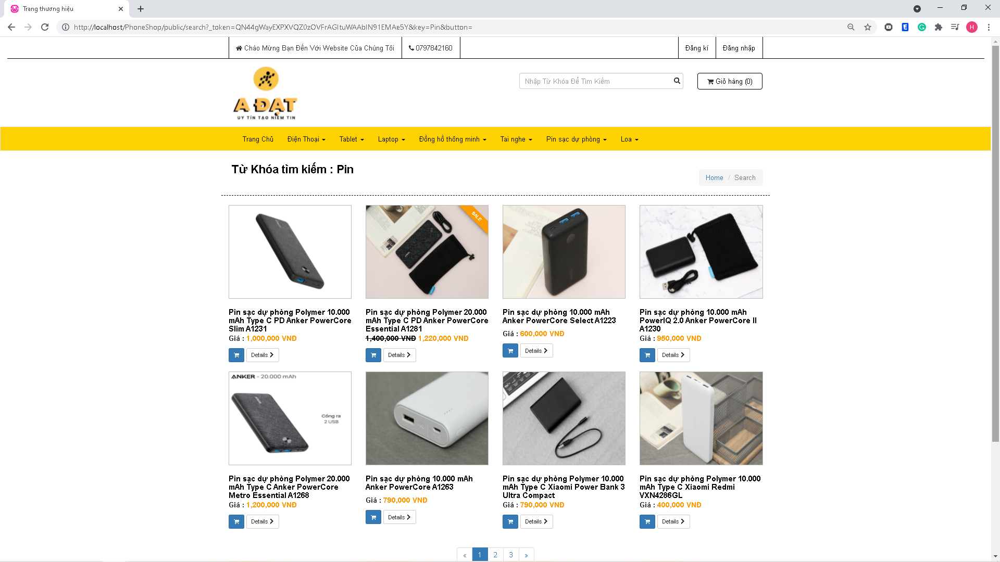 Trang thương hiệu
http://localhost/PhoneShop/public/search?_token=QN44gWayEXPXVQZ0zOVFrAGltuWAAblN91EMAe5Y&key=Pin&button=
H
Chào Mừng Bạn Đến Với Website Của Chúng Tôi
0797842160
Đăng kí
Đăng nhập
A ĐẠT
UY TÍN TẠO NIỀM TIN
Nhập Từ Khóa Để Tìm Kiếm
Giỏ hàng (0)
Trang Chủ Điện Thoại Tablet Laptop Đồng hồ thông minh Tai nghe Pin sạc dự phòng Loa
Từ Khóa tìm kiếm : Pin
Home / Search
SALE
Pin sạc dự phòng Polymer 10.000
mAh Type C PD Anker PowerCore
Slim A1231
Giá : 1,000,000 VNĐ
Details
Pin sạc dự phòng Polymer 20.000
mAh Type C PD Anker PowerCore
Essential A1281
1,400,000 VNĐ 1,220,000 VNĐ
Details
Pin sạc dự phòng 10.000 mAh
Anker PowerCore Select A1223
Giá : 600,000 VNĐ
Details
Pin sạc dự phòng 10.000 mAh
PowerIQ 2.0 Anker PowerCore II
A1230
Giá : 950,000 VNĐ
Details
ANKER - 20.000 mAh
Cổng ra
2 USB
Pin sạc dự phòng Polymer 20.000
mAh Type C Anker PowerCore
Metro Essential A1268
Giá : 1,200,000 VNĐ
Details
Pin sạc dự phòng 10.000 mAh
Anker PowerCore A1263
Giá : 790,000 VNĐ
Details
Pin sạc dự phòng Polymer 10.000
mAh Type C Xiaomi Power Bank 3
Ultra Compact
Giá : 790,000 VNĐ
Details
Pin sạc dự phòng Polymer 10.000
mAh Type C Xiaomi Redmi
VXN4286GL
Giá : 400,000 VNĐ
Details
« 1 2 3 »